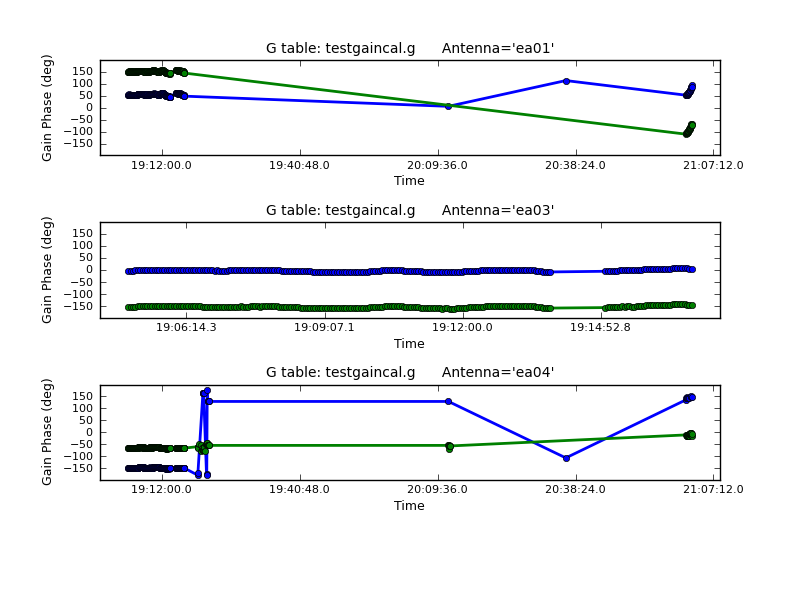 G table: testgaincal.g Antenna='ea01'
Gain Phase (deg)
150
100
50
0
−50
−100
−150
19:12:00.0 19:40:48.0 20:09:36.0 20:38:24.0 21:07:12.0
Time
G table: testgaincal.g Antenna='ea03'
Gain Phase (deg)
150
100
50
0
−50
−100
−150
19:06:14.3 19:09:07.1 19:12:00.0 19:14:52.8
Time
G table: testgaincal.g Antenna='ea04'
Gain Phase (deg)
150
100
50
0
−50
−100
−150
19:12:00.0 19:40:48.0 20:09:36.0 20:38:24.0 21:07:12.0
Time